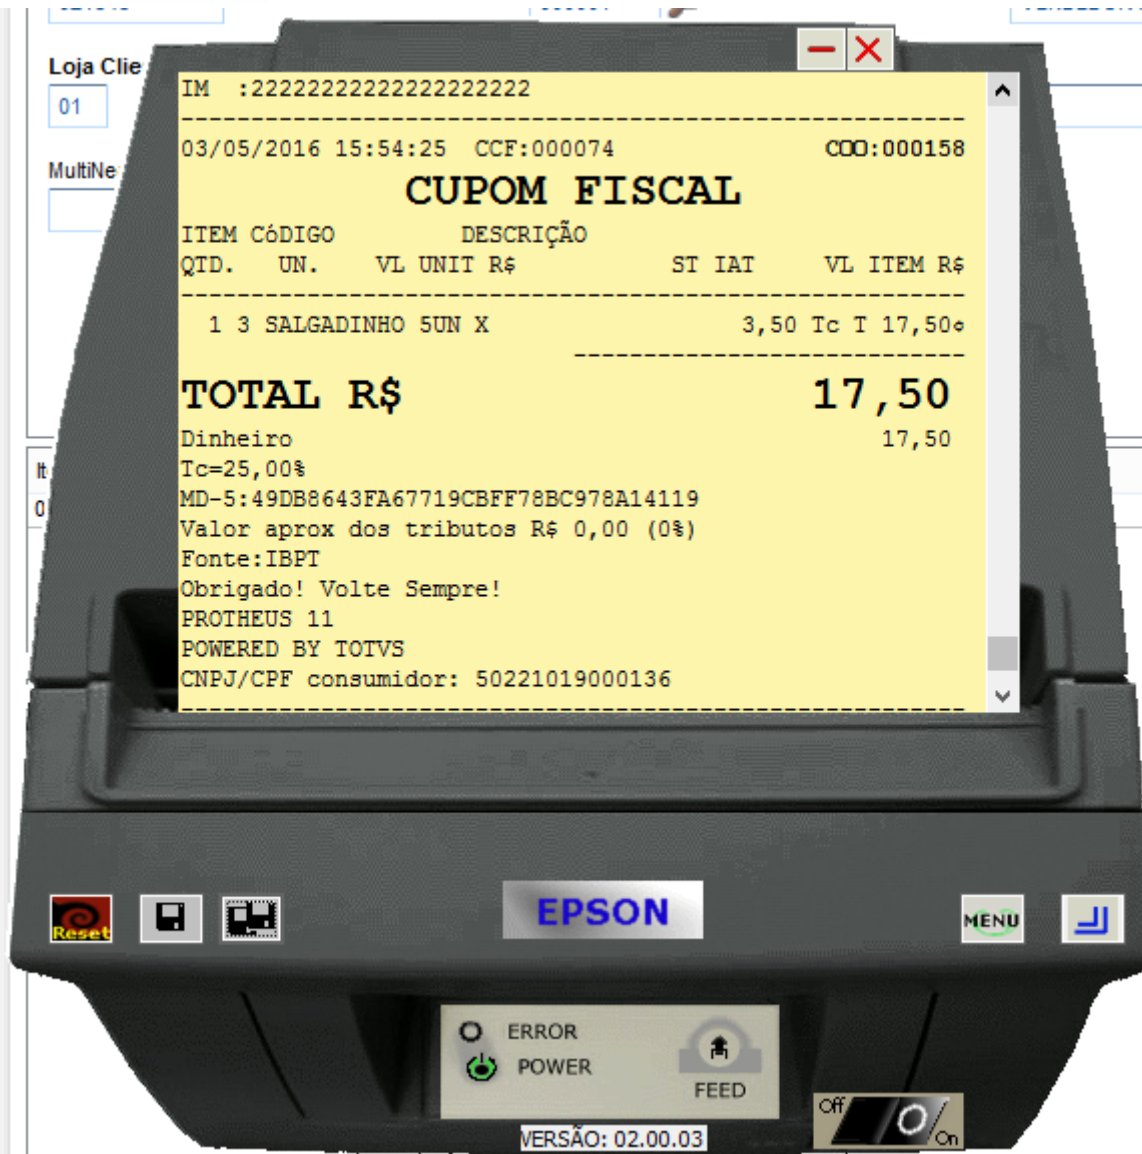 Loja Clie
01
MultiNe
IM  :22222222222222222222
03/05/2016 15:54:25  CCF:000074               COO:000158
CUPOM FISCAL
ITEM CóDIGO         DESCRIÇÃO
QTD.   UN.    VL UNIT R$           ST IAT     VL ITEM R$
1 3 SALGADINHO 5UN X                  3,50 Tc T 17,50¢
TOTAL R$ 17,50
Dinheiro 17,50
Tc=25,00%
MD-5:49DB8643FA67719CBFF78BC978A14119
Valor aprox dos tributos R$ 0,00 (0%)
Fonte:IBPT
Obrigado! Volte Sempre!
PROTHEUS 11
POWERED BY TOTVS
CNPJ/CPF consumidor: 50221019000136
Reset
EPSON
MENU
ERROR
POWER
FEED
Off
On
VERSÃO: 02.00.03